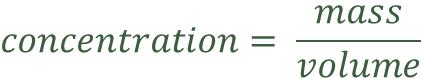 concentration = mass / volume